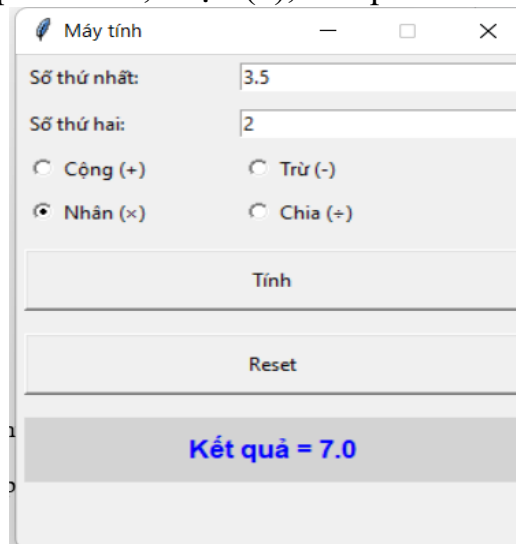 Máy tính
Số thứ nhất: 3.5
Số thứ hai: 2
Cộng (+) Trừ (-)
Nhân (×) Chia (÷)
Tính
Reset
Kết quả = 7.0